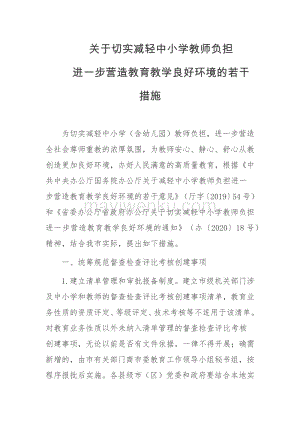 关于切实减轻中小学教师负担
进一步营造教育教学良好环境的若干
措施
为切实减轻中小学（含幼儿园）教师负担，进一步营造
全社会尊师重教的浓厚氛围，为教师安心、静心、舒心从教
创造更加良好环境，办好人民满意的高质量教育，根据《中
共中央办公厅国务院办公厅关于减轻中小学教师负担进一
步营造教育教学良好环境的若干意见》（厅字〔2019〕54号）
和《省委办公厅省政府办公厅关于切实减轻中小学教师负担
进一步营造教育教学良好环境的通知》（办〔2020〕18号）
精神，结合我市实际，提出如下措施。
一、统筹规范督查检查评比考核创建事项
1.建立清单管理和审批报备制度。建立市级机关部门涉
及中小学和教师的督查检查评比考核创建事项清单，教育业
务性质的资质评定、等级评定、技术考核等不适用于该清单。
对教育业务性质以外未纳入清单管理的督查检查评比考核
创建事项，无论以前是否有文件依据，一律不得开展；确需
新增的，由市有关部门商市委教育工作领导小组秘书组，按
程序报批后实施。各县级市（区）党委和政府要结合本地实